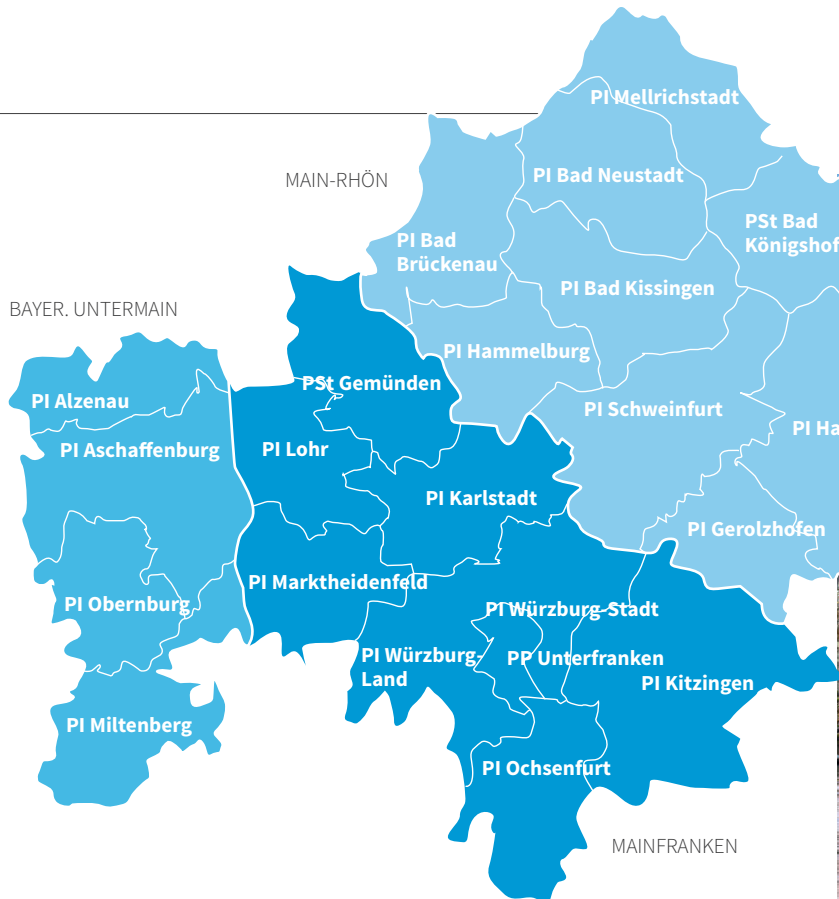 PI Mellrichstadt
MAIN-RHÖN
PI Bad Neustadt
PSt Bad
PI Bad
Brückenau
PI Bad Kissingen
BAYER. UNTERMAIN
PI Hammelburg
PSt Gemünden
PI Alzenau
PI Schweinfurt
PI Aschaffenburg
PI Lohr
PI Karlstadt
PI Gerolzhofen
PI Marktheidenfeld
PI Obernburg
PI Würzburg-Stadt
PI Würzburg-
Land
PP Unterfranken
PI Kitzingen
PI Miltenberg
PI Ochsenfurt
MAINFRANKEN